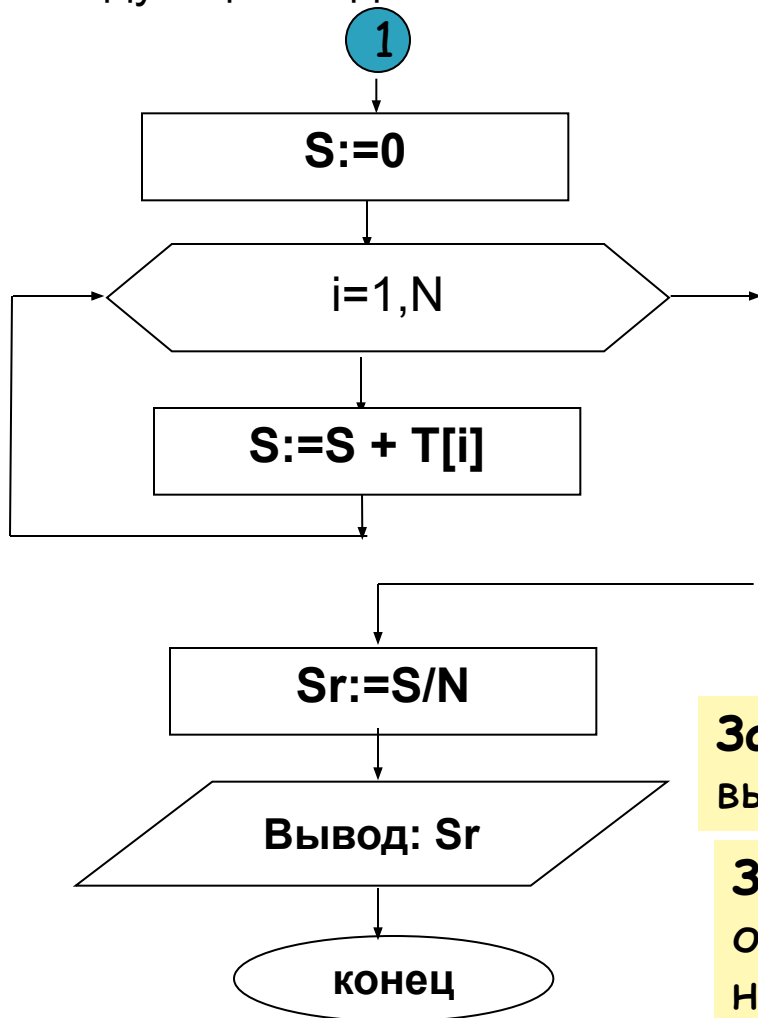 1
S:=0
i=1,N
S:=S + T[i]
Sr:=S/N
Вывод: Sr
конец